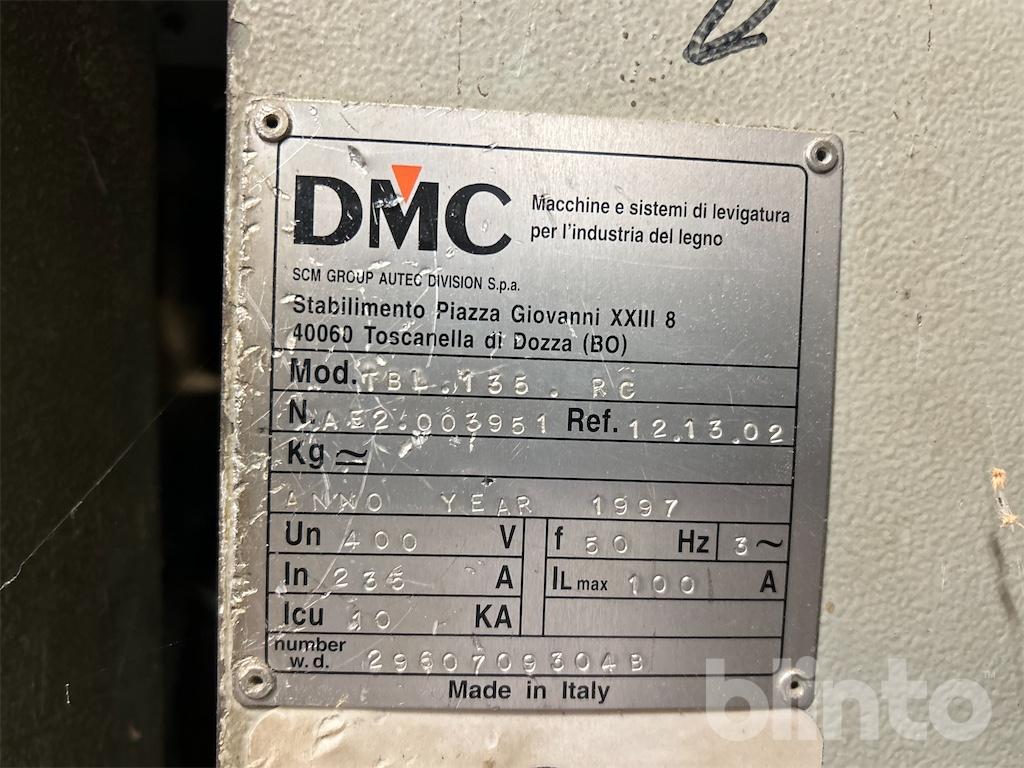 DMC
Macchine e sistemi di levigatura
per l'industria del legno
SCM GROUP AUTEC DIVISION S.p.a.
Stabilimento Piazza Giovanni XXIII 8
40060 Toscanella di Dozza (BO)
Mod. TBL.135. RC
N. AE2.003951 Ref. 12.13.02
Kg ≃
ANNO YEAR 1997
Un 400 V f 50 Hz 3~
In 235 A IL max 100 A
Icu 10 KA
number
w.d. 2960709304B
Made in Italy
blinto™